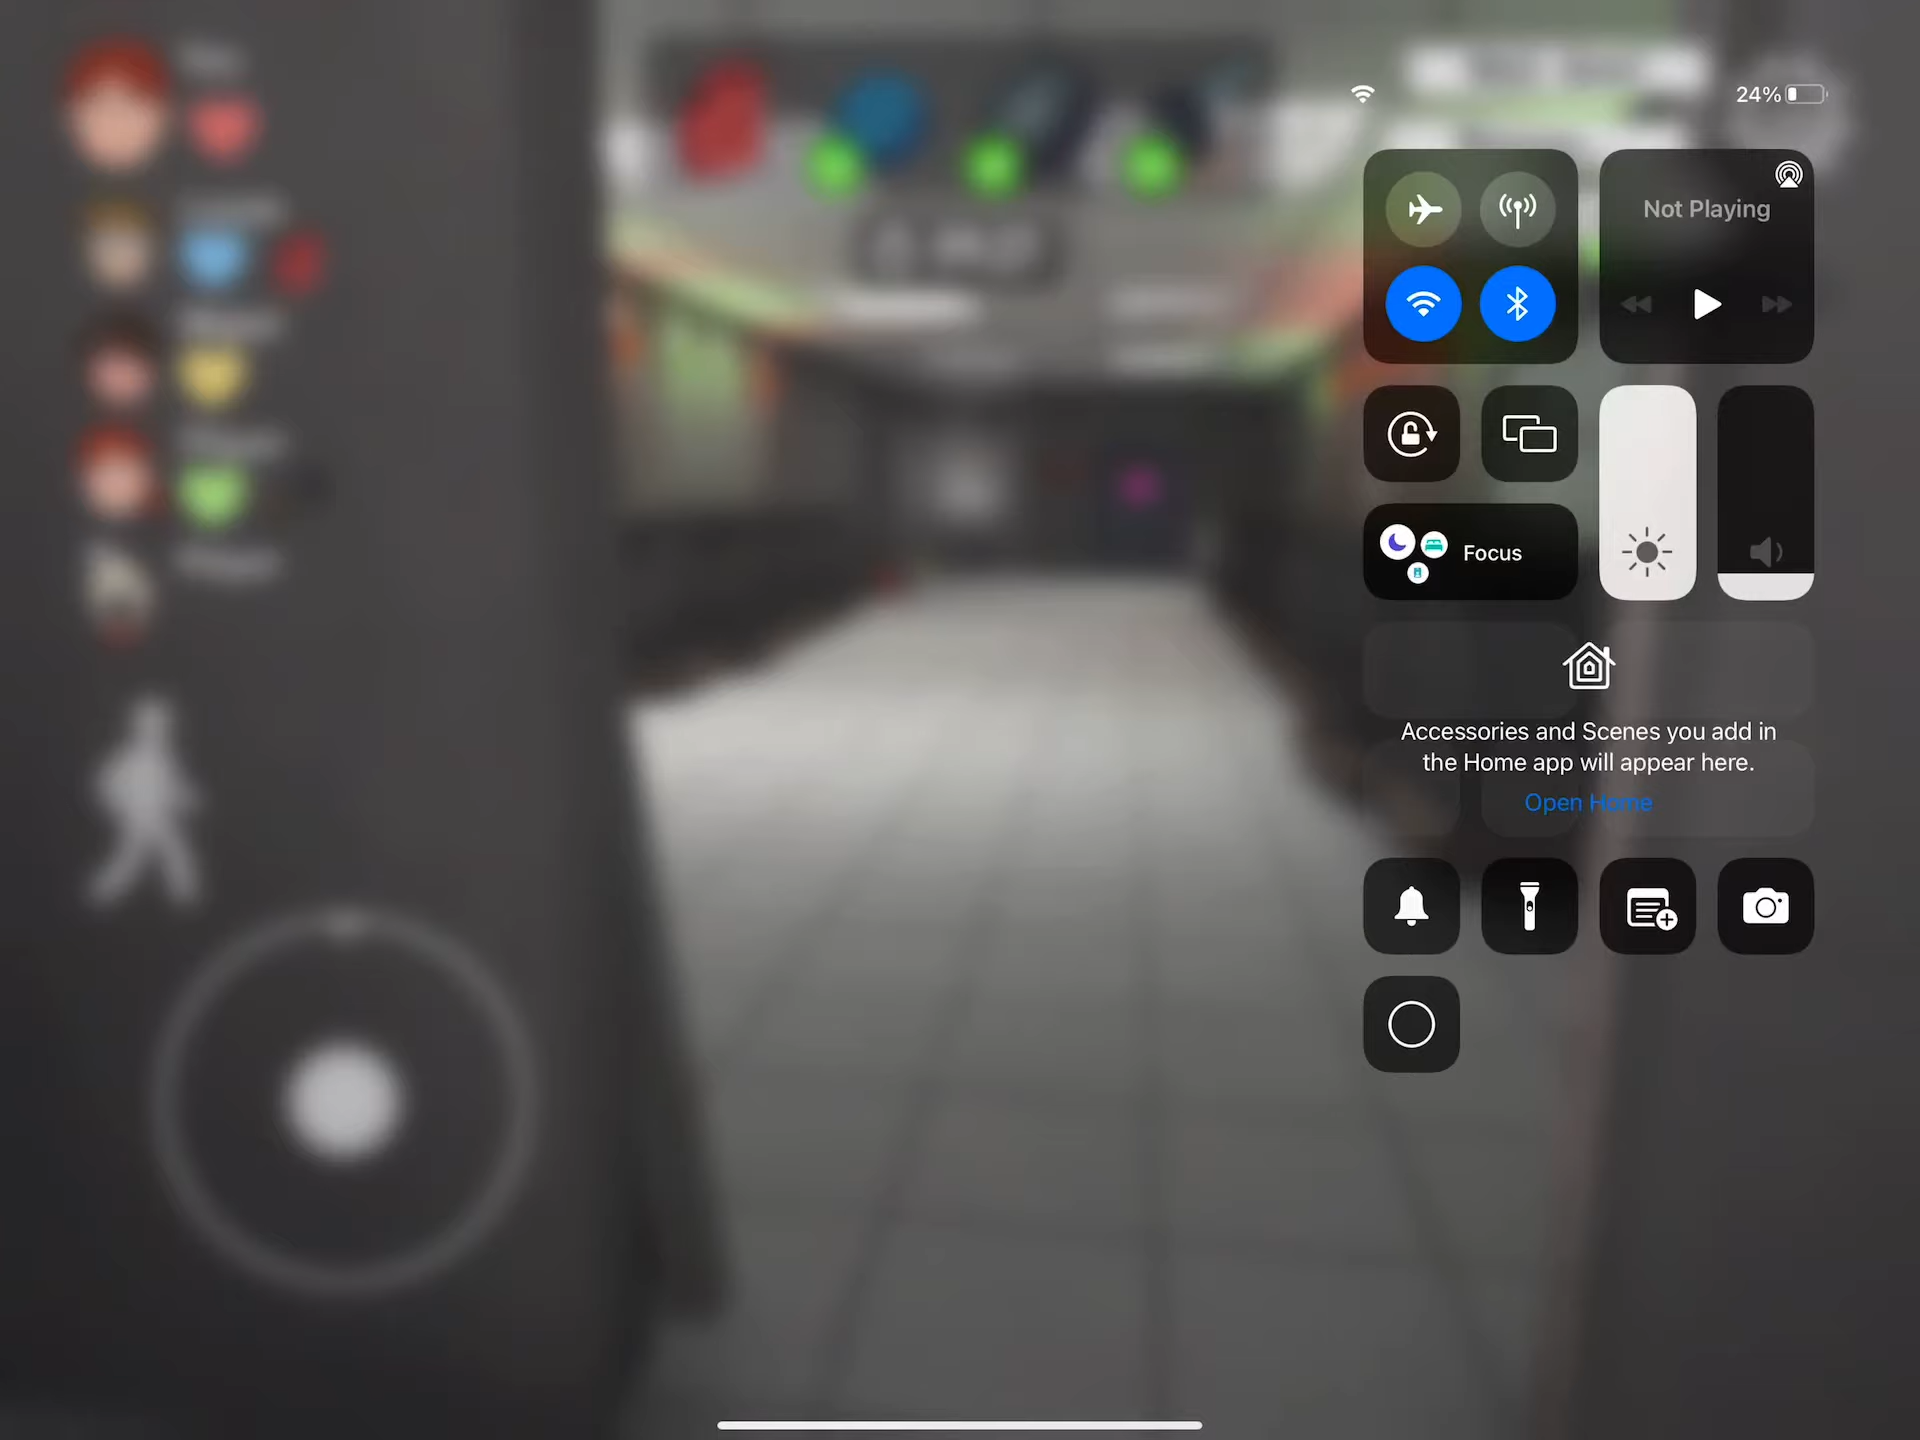 24%
Not Playing
Focus
Accessories and Scenes you add in
the Home app will appear here.
Open Home